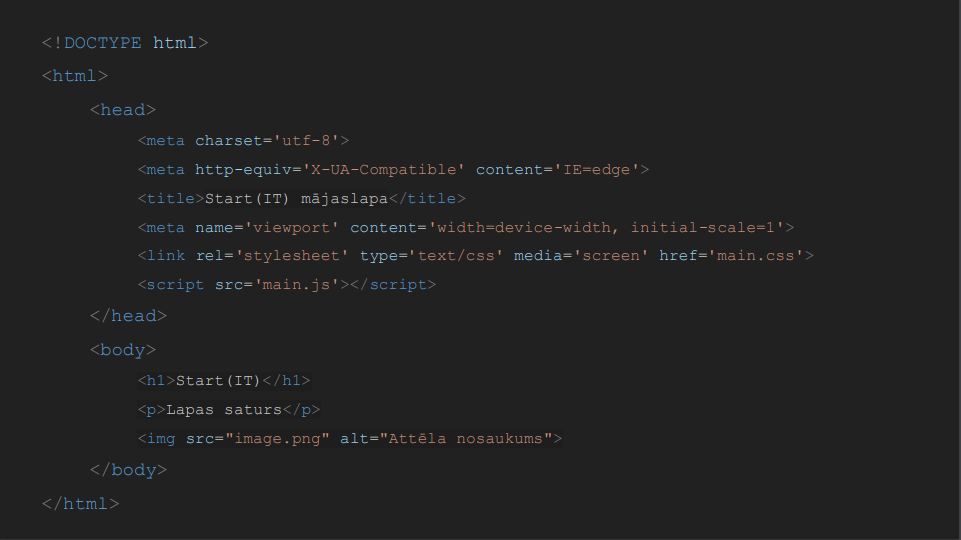 <!DOCTYPE html>
<html>
<head>
<meta charset='utf-8'>
<meta http-equiv='X-UA-Compatible' content='IE=edge'>
<title>Start(IT) mājaslapa</title>
<meta name='viewport' content='width=device-width, initial-scale=1'>
<link rel='stylesheet' type='text/css' media='screen' href='main.css'>
<script src='main.js'></script>
</head>
<body>
<h1>Start(IT)</h1>
<p>Lapas saturs</p>
<img src="image.png" alt="Attēla nosaukums">
</body>
</html>